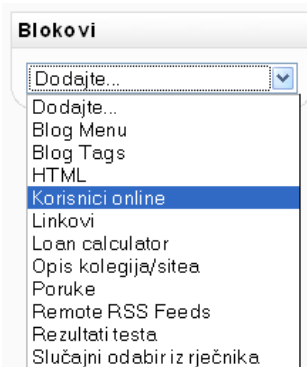 Blokovi
Dodajte...
Dodajte...
Blog Menu
Blog Tags
HTML
Korisnici online
Linkovi
Loan calculator
Opis kolegija/sitea
Poruke
Remote RSS Feeds
Rezultati testa
Slučajni odabir iz rječnika